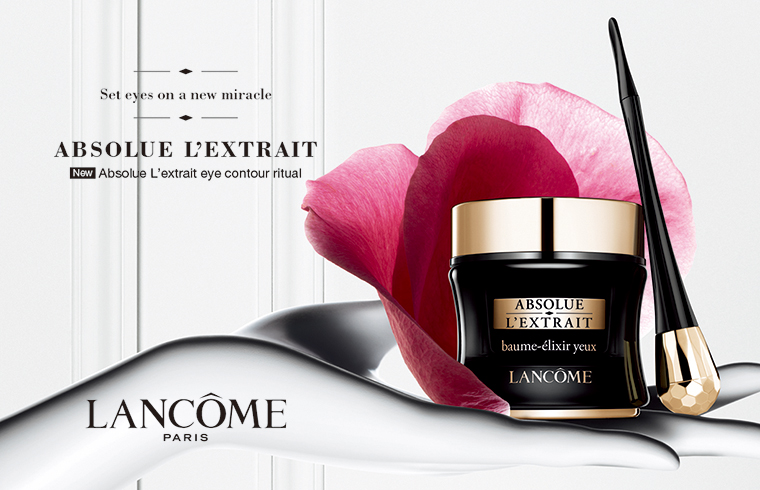 Set eyes on a new miracle
ABSOLUE L'EXTRAIT
New Absolue L'extrait eye contour ritual
ABSOLUE
L'EXTRAIT
baume-élixir yeux
LANCÔME
LANCÔME
PARIS